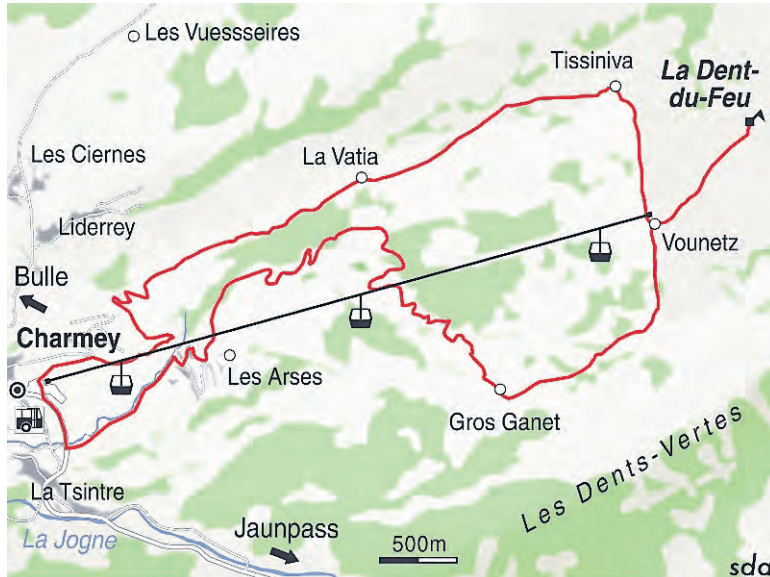 Les Vuessseires
Tissiniva
La Dent-
du-Feu
Les Ciernes
La Vatia
Liderrey
Vounetz
Bulle
Charmey
Les Arses
Gros Ganet
Les Dents-Vertes
La Tsintre
La Jogne
Jaunpass
500m
sda